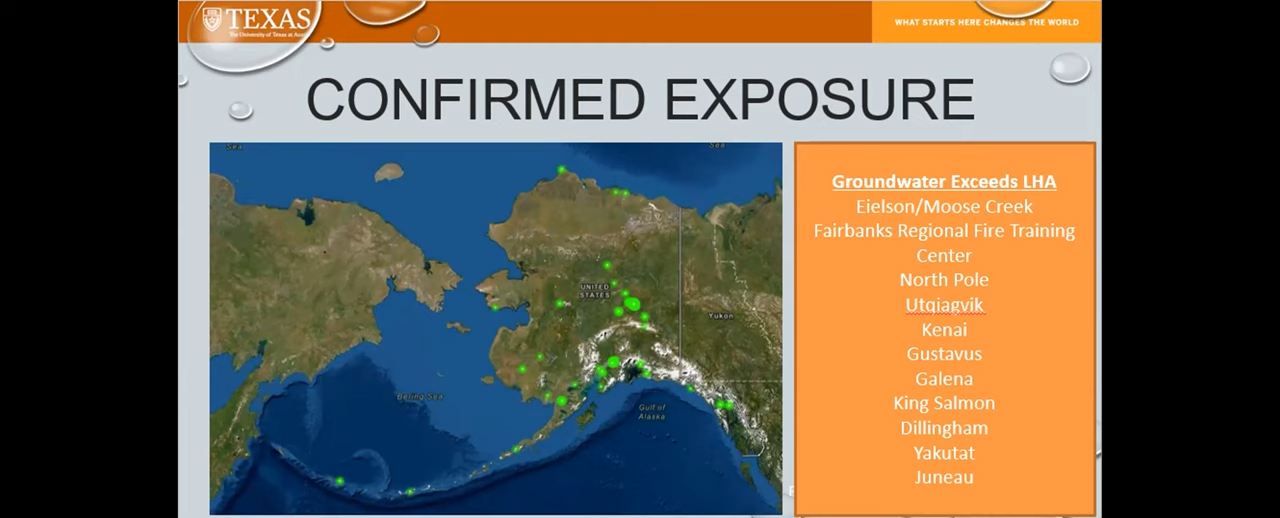 TEXAS
The University of Texas at Aus
WHAT STARTS HERE CHANGES THE WORLD
CONFIRMED EXPOSURE
Sea
Sea
UNITED
STATES
Yukon
Bering Sea
Gulf of
Alaska
Groundwater Exceeds LHA
Eielson/Moose Creek
Fairbanks Regional Fire Training
Center
North Pole
Utqiagvik
Kenai
Gustavus
Galena
King Salmon
Dillingham
Yakutat
Juneau